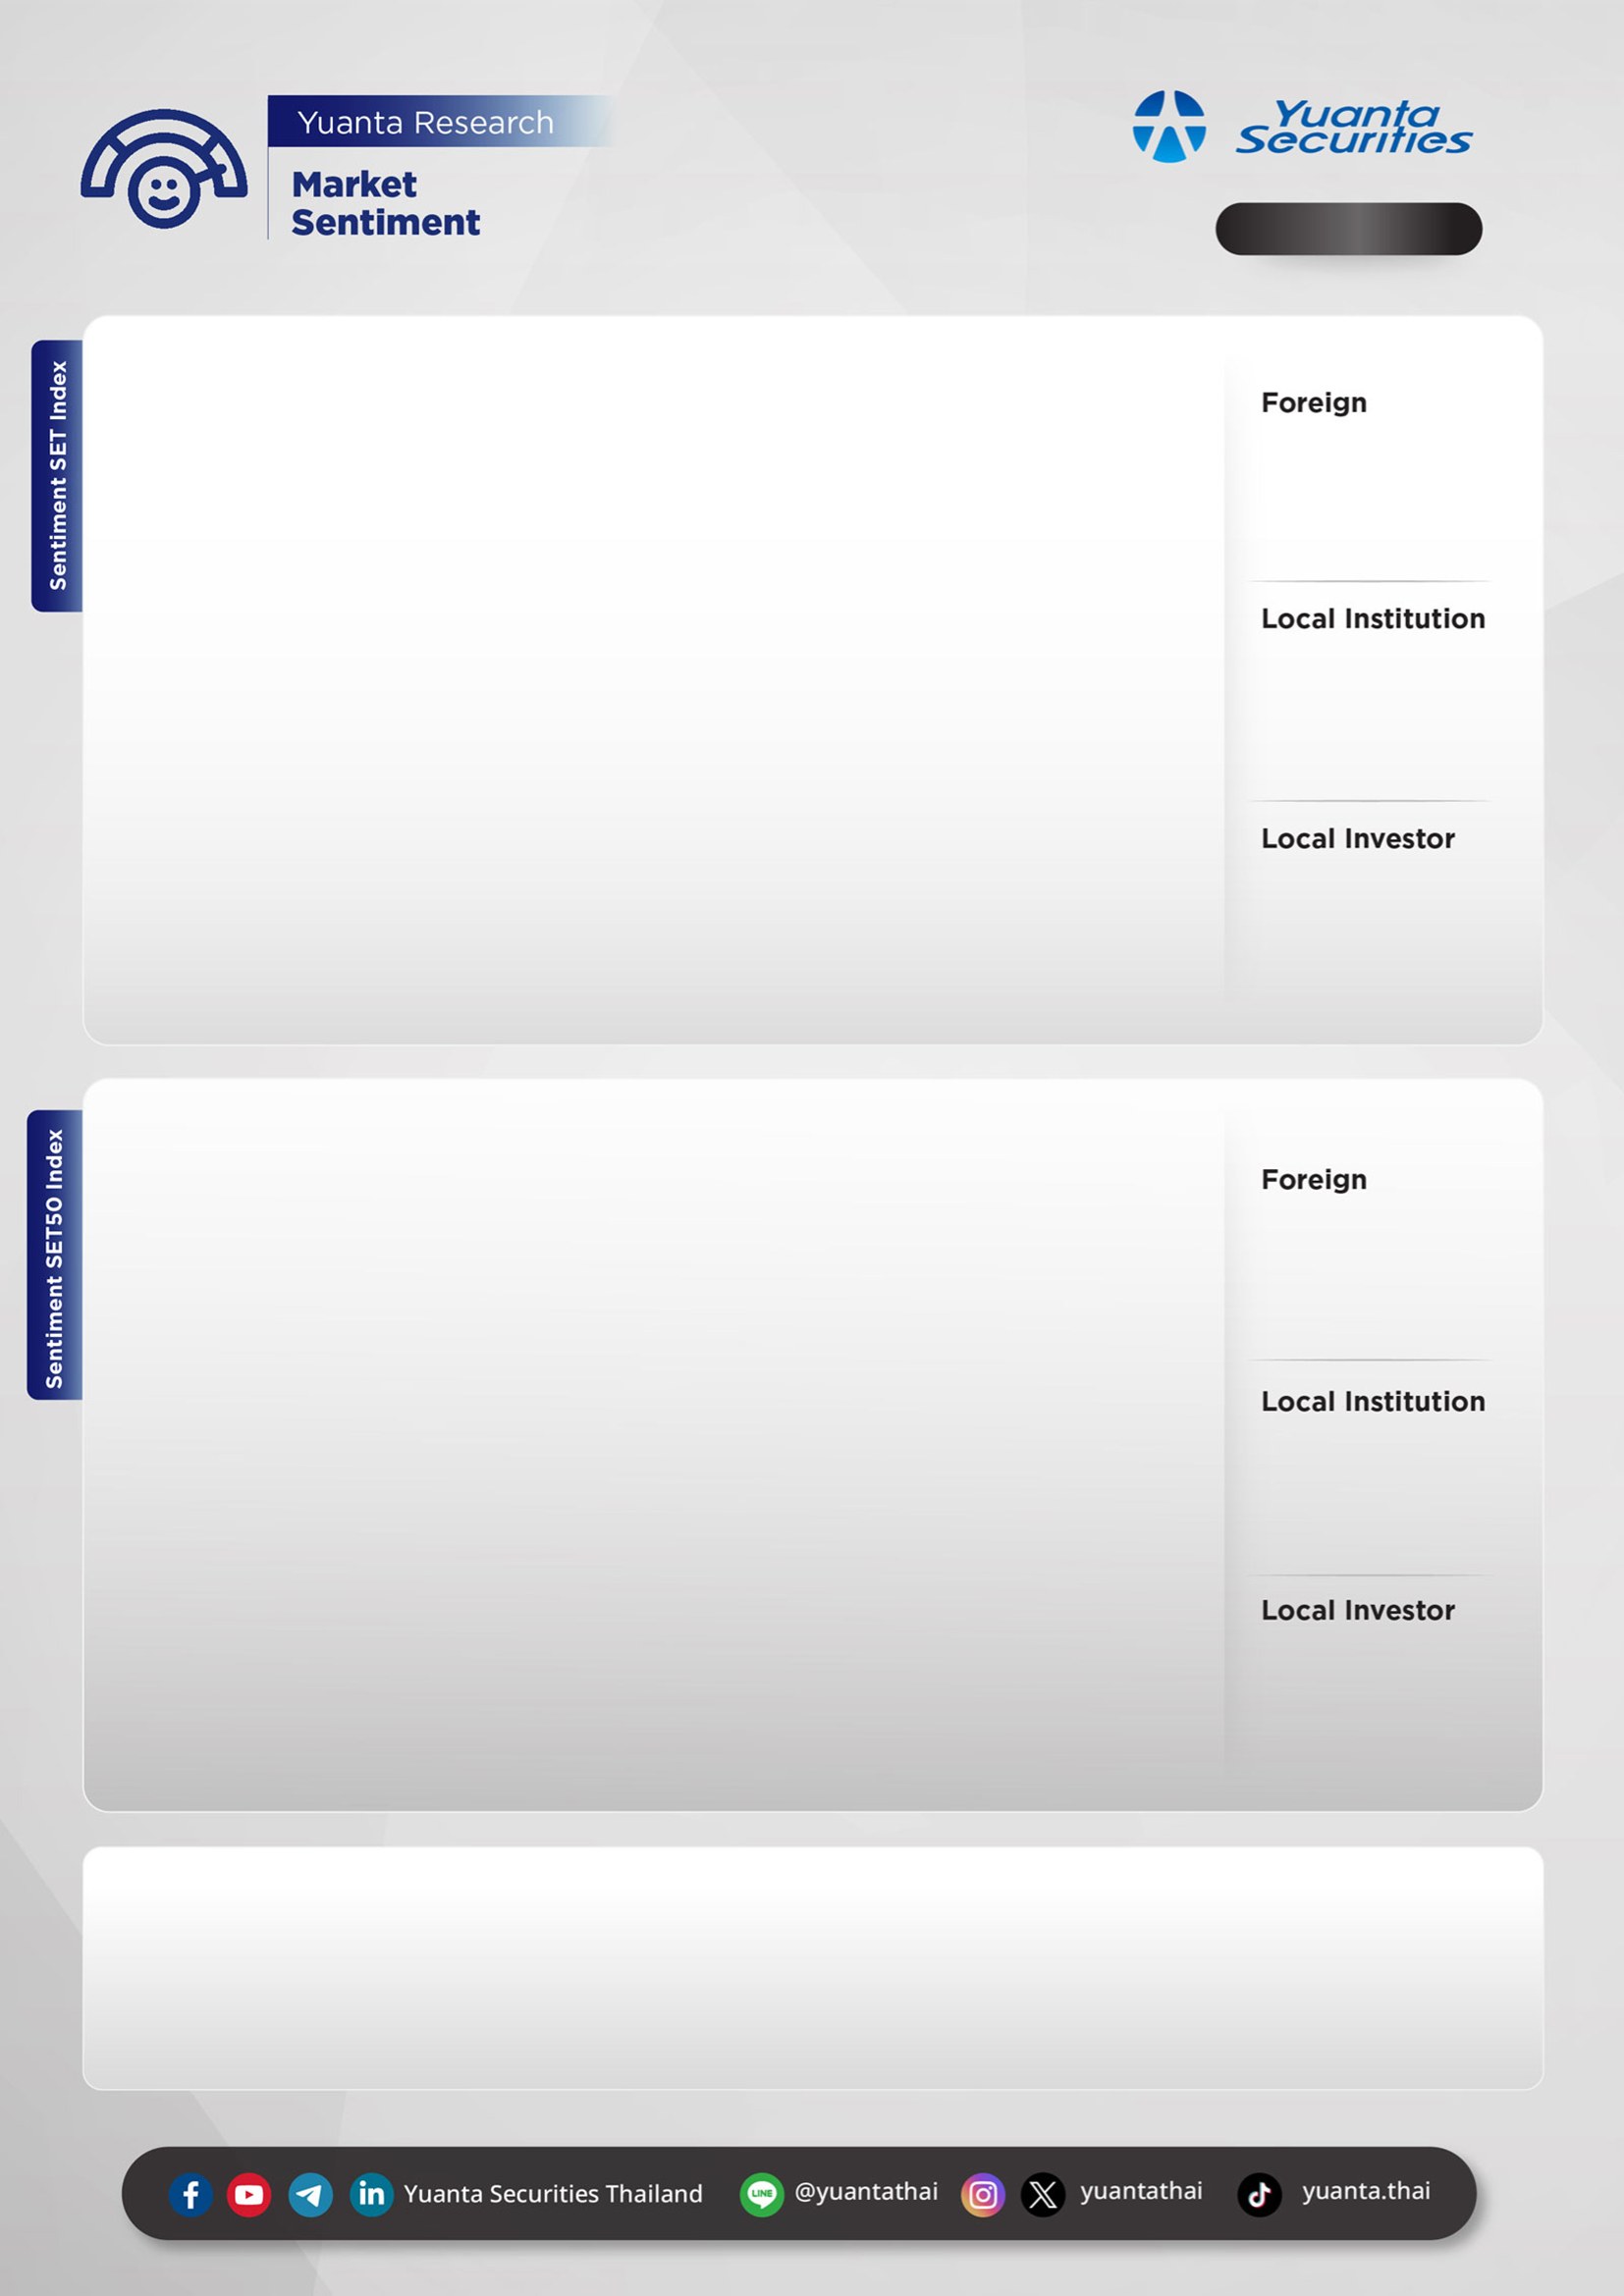 Yuanta Research
Market
Sentiment
Yuanta
Securities
Sentiment SET Index
Foreign
Local Institution
Local Investor
Sentiment SET50 Index
Foreign
Local Institution
Local Investor
Yuanta Securities Thailand
LINE
@yuantathai
yuantathai
yuanta.thai